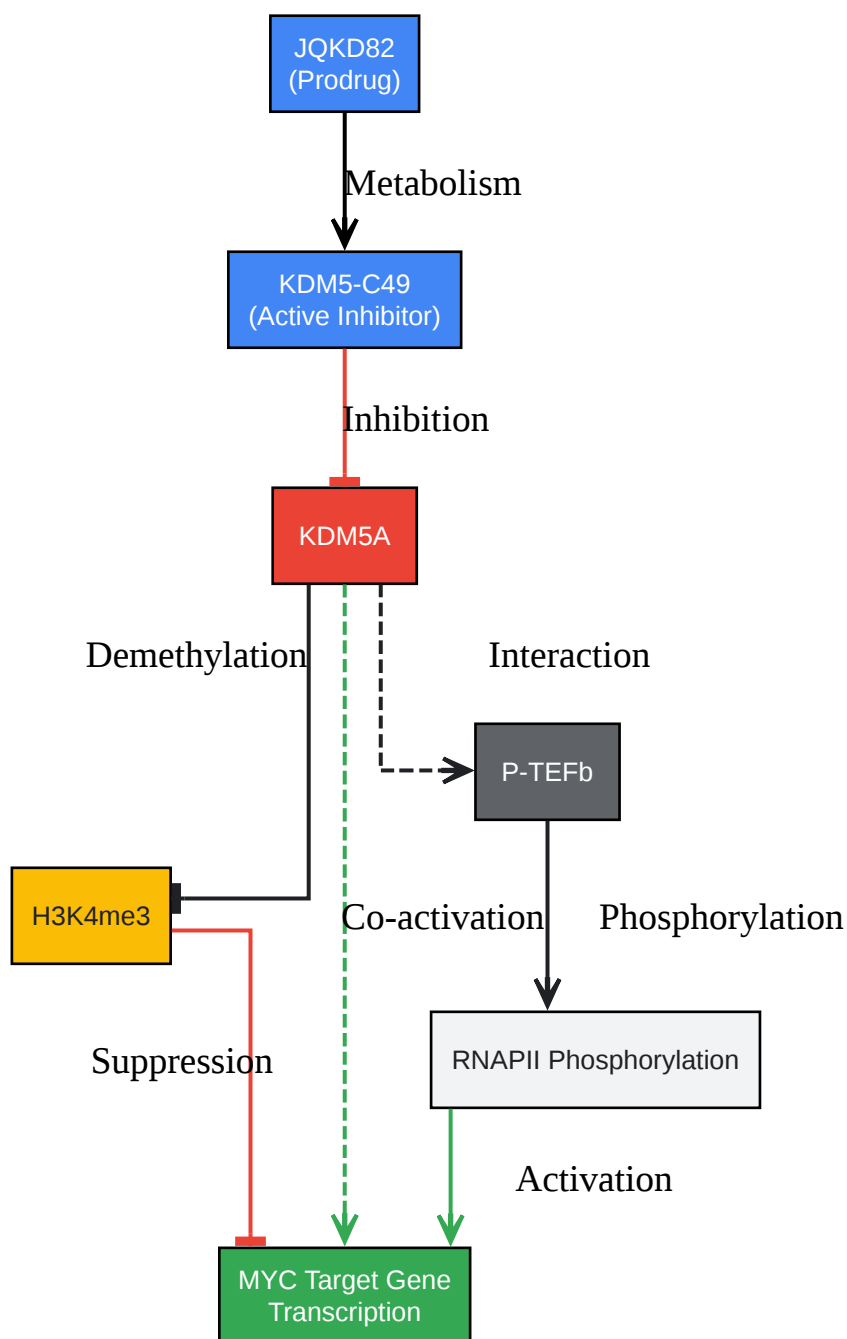 JQKD82
(Prodrug)
Metabolism
KDM5-C49
(Active Inhibitor)
Inhibition
KDM5A
Demethylation
Interaction
P-TEFb
H3K4me3
Co-activation
Phosphorylation
Suppression
RNAPII Phosphorylation
Activation
MYC Target Gene
Transcription